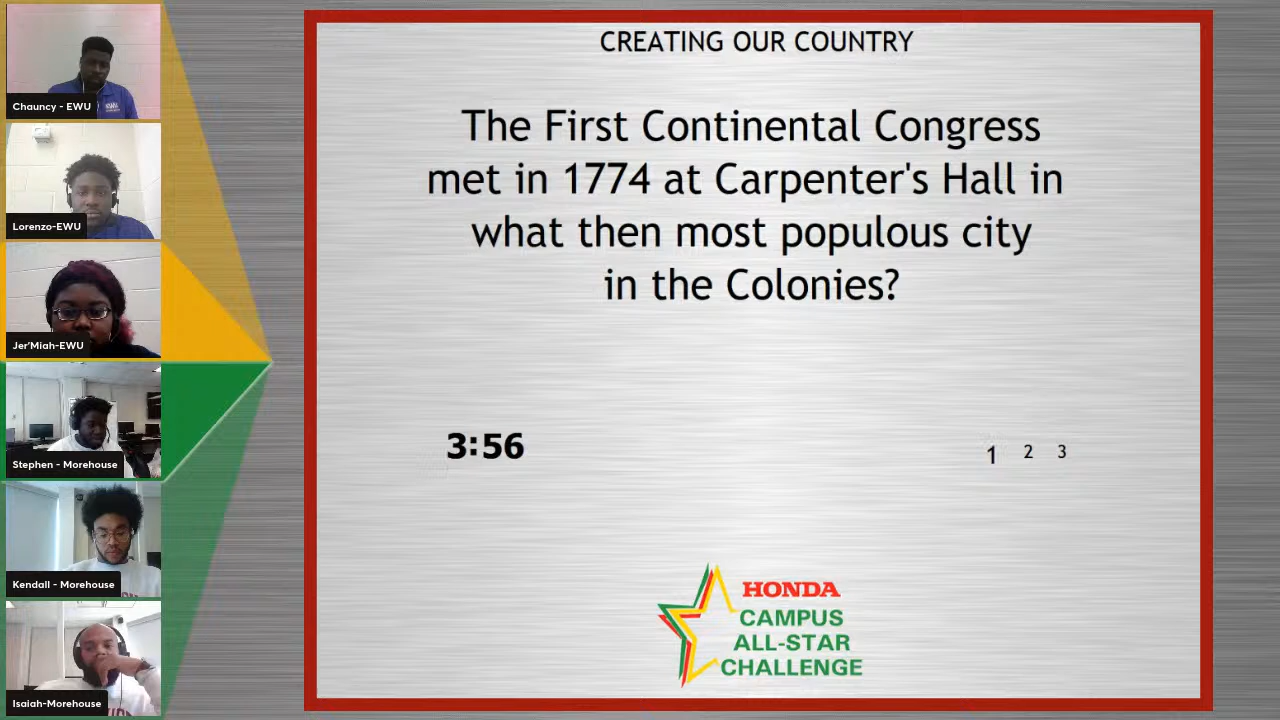 Chauncy - EWU
Lorenzo-EWU
Jer'Miah-EWU
Stephen - Morehouse
Kendall - Morehouse
Isaiah-Morehouse
CREATING OUR COUNTRY
The First Continental Congress
met in 1774 at Carpenter's Hall in
what then most populous city
in the Colonies?
3:56
1 2 3
HONDA
CAMPUS
ALL-STAR
CHALLENGE